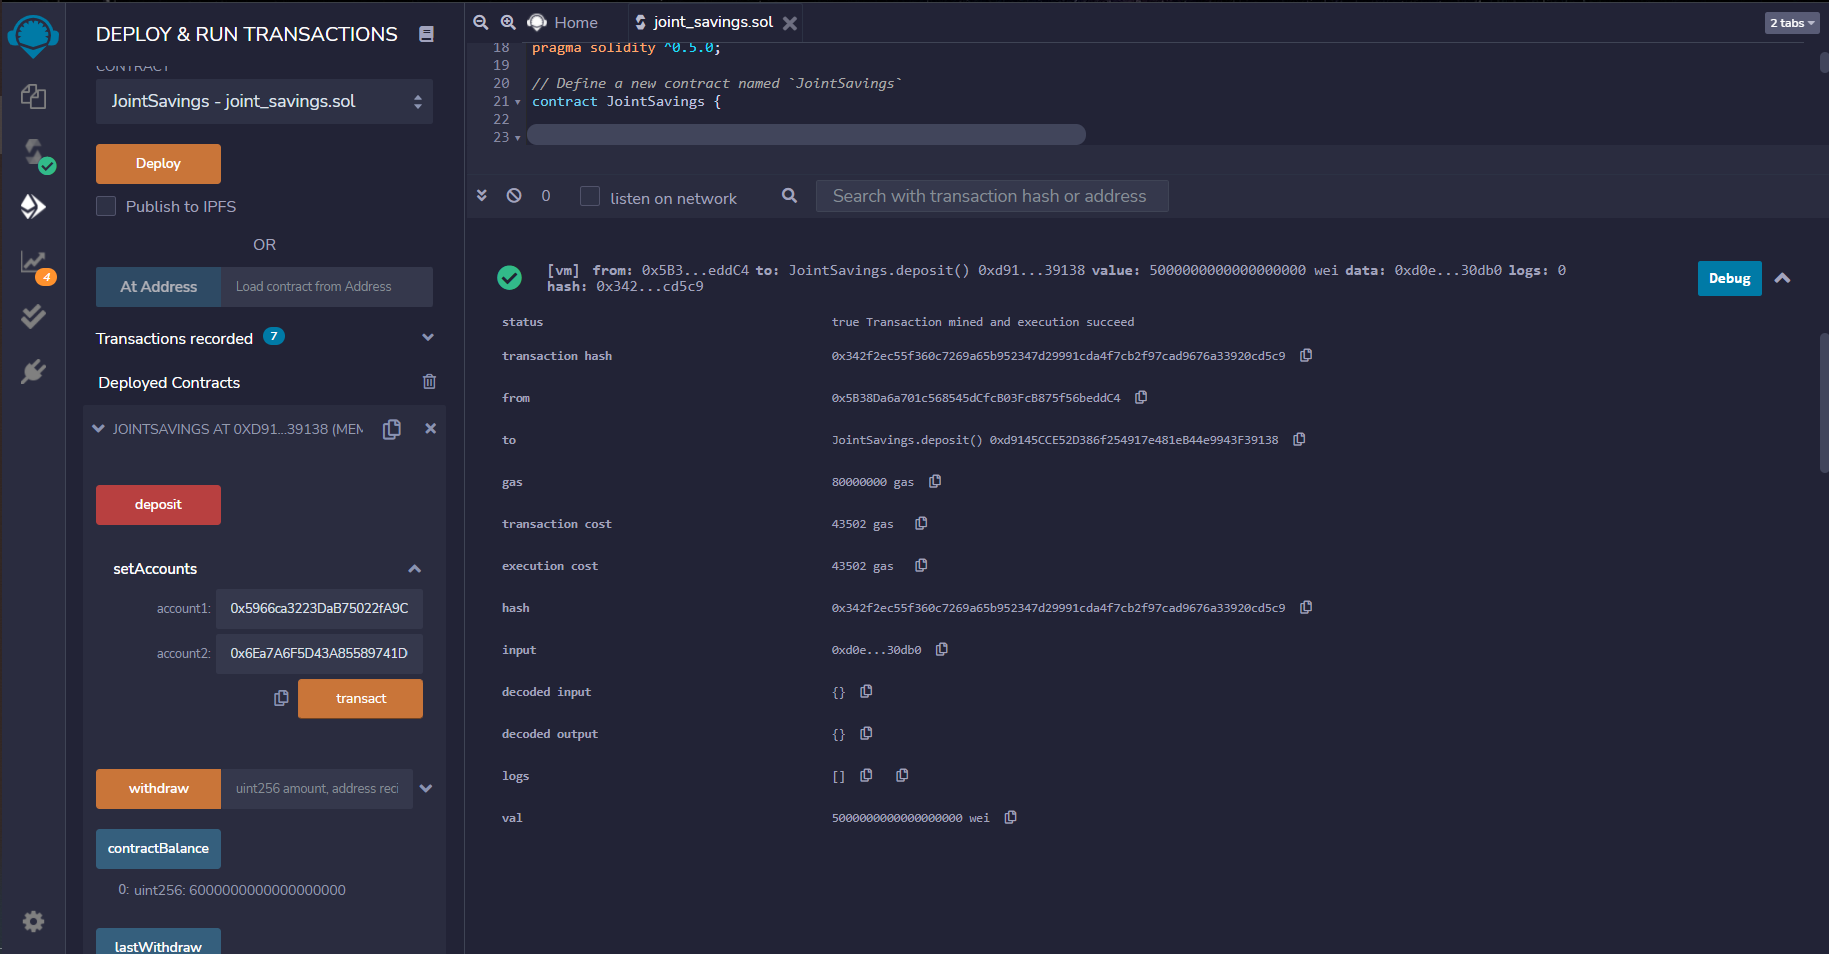 DEPLOY & RUN TRANSACTIONS
CONTRACT
JointSavings - joint_savings.sol
Deploy
Publish to IPFS
OR
At Address
Load contract from Address
4
Transactions recorded 7
Deployed Contracts
JOINTSAVINGS AT 0XD91...39138 (MEM
deposit
setAccounts
account1: 0x5966ca3223DaB75022fA9C
account2: 0x6Ea7A6F5D43A85589741D
transact
withdraw
uint256 amount, address reci
contractBalance
0: uint256: 6000000000000000000
lastWithdraw
Home
joint_savings.sol
2 tabs
18 pragma solidity ^0.5.0;
19
20 // Define a new contract named `JointSavings`
21 contract JointSavings {
22
23
0
listen on network
Search with transaction hash or address
[vm] from: 0x5B3...eddC4 to: JointSavings.deposit() 0xd91...39138 value: 5000000000000000000 wei data: 0xd0e...30db0 logs: 0
hash: 0x342...cd5c9
Debug
status true Transaction mined and execution succeed
transaction hash 0x342f2ec55f360c7269a65b952347d29991cda4f7cb2f97cad9676a33920cd5c9
from 0x5B38Da6a701c568545dCfcB03FcB875f56beddC4
to JointSavings.deposit() 0xd9145CCE52D386f254917e481eB44e9943F39138
gas 80000000 gas
transaction cost 43502 gas
execution cost 43502 gas
hash 0x342f2ec55f360c7269a65b952347d29991cda4f7cb2f97cad9676a33920cd5c9
input 0xd0e...30db0
decoded input {}
decoded output {}
logs []
val 5000000000000000000 wei